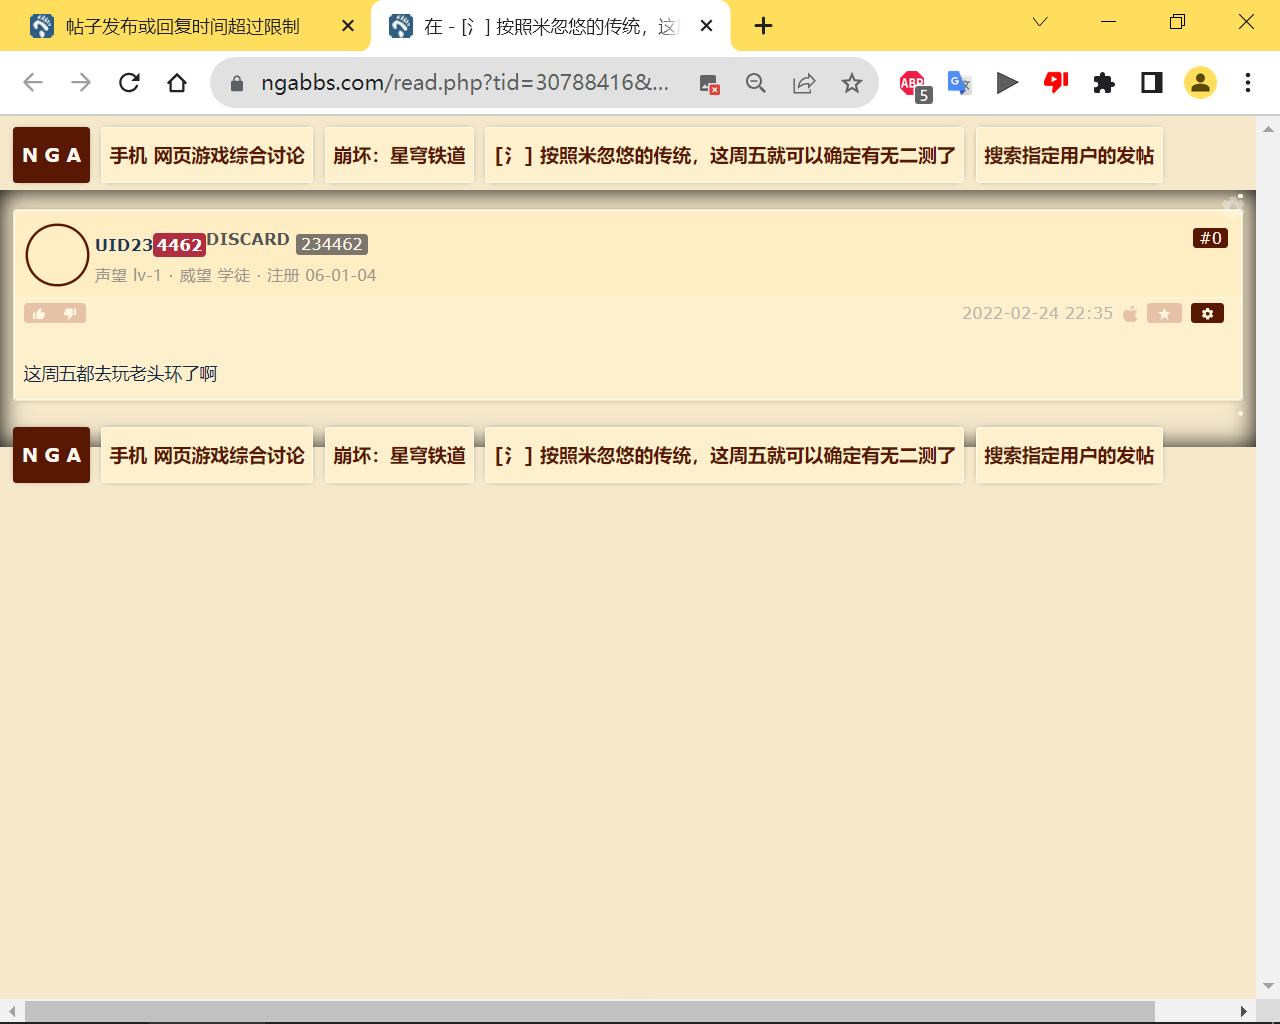 帖子发布或回复时间超过限制
在 - [氵] 按照米忽悠的传统，这
ngabbs.com/read.php?tid=30788416&...
ABP
5
G
N G A
手机 网页游戏综合讨论
崩坏：星穹铁道
[氵] 按照米忽悠的传统，这周五就可以确定有无二测了
搜索指定用户的发帖
UID234462 DISCARD 234462
#0
声望 lv-1 · 威望 学徒 · 注册 06-01-04
2022-02-24 22:35
这周五都去玩老头环了啊
N G A
手机 网页游戏综合讨论
崩坏：星穹铁道
[氵] 按照米忽悠的传统，这周五就可以确定有无二测了
搜索指定用户的发帖